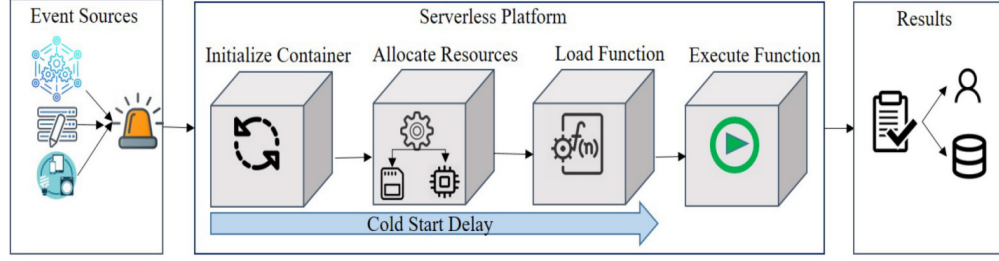 Event Sources
Serverless Platform
Results
Initialize Container
Allocate Resources
Load Function
Execute Function
f(n)
Cold Start Delay